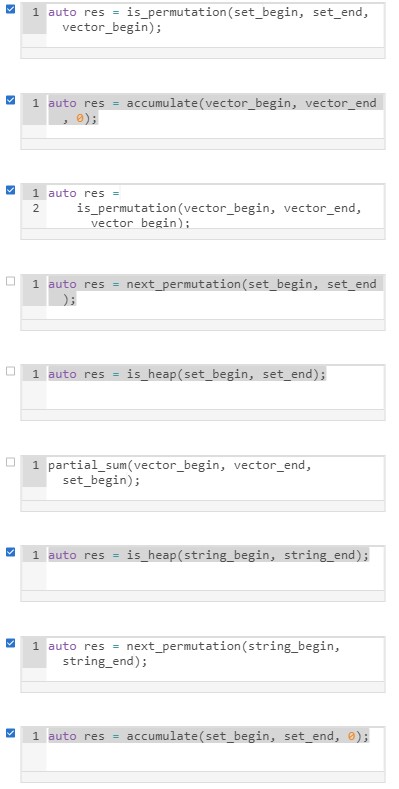 1 auto res = is_permutation(set_begin, set_end,
vector_begin);
1 auto res = accumulate(vector_begin, vector_end
, 0);
1 auto res =
2 is_permutation(vector_begin, vector_end,
vector_begin);
1 auto res = next_permutation(set_begin, set_end
);
1 auto res = is_heap(set_begin, set_end);
1 partial_sum(vector_begin, vector_end,
set_begin);
1 auto res = is_heap(string_begin, string_end);
1 auto res = next_permutation(string_begin,
string_end);
1 auto res = accumulate(set_begin, set_end, 0);